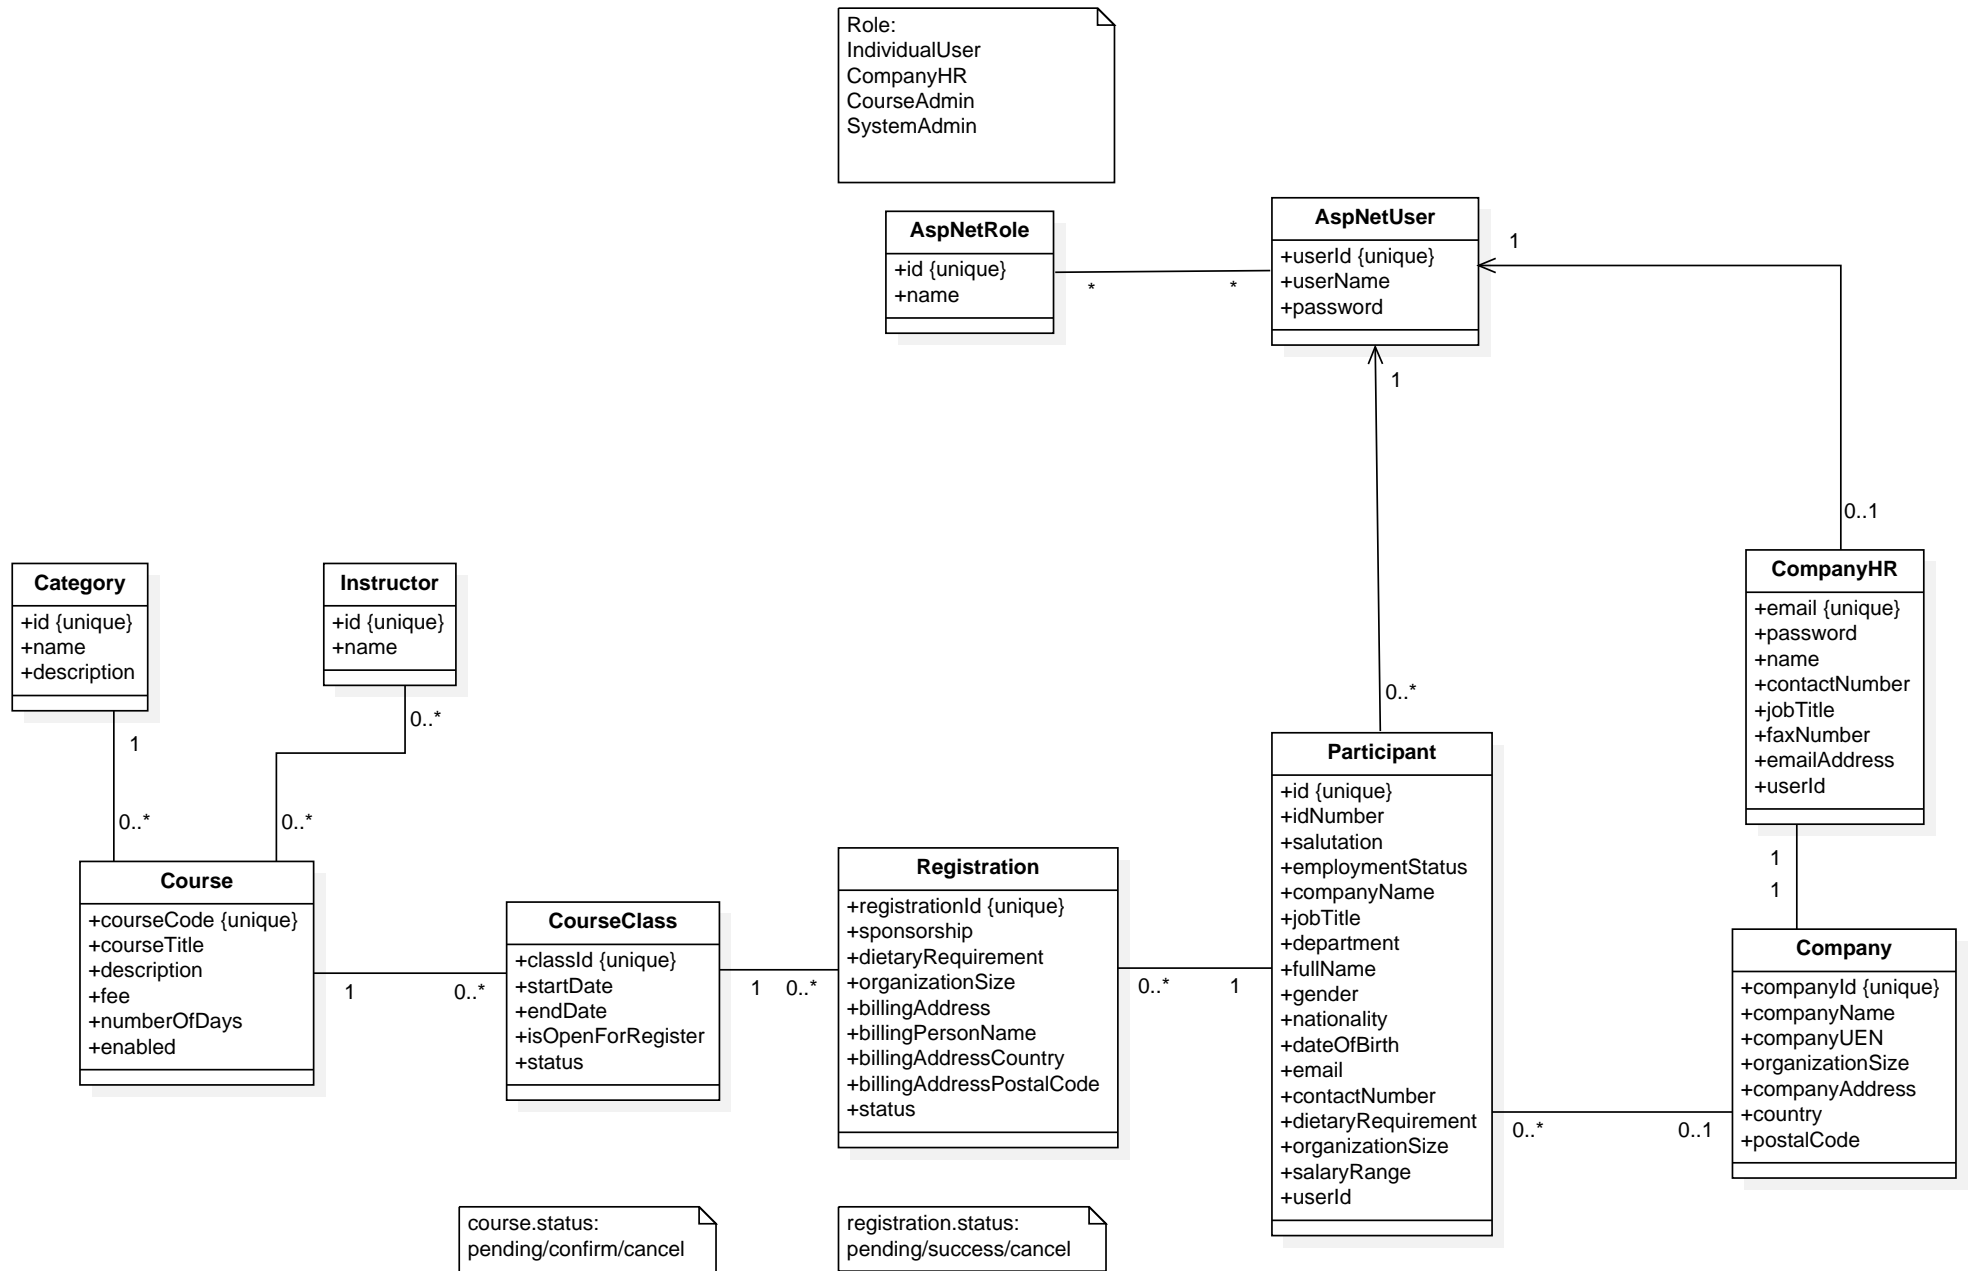 Role:
IndividualUser
CompanyHR
CourseAdmin
SystemAdmin
AspNetRole
+id {unique}
+name
*
*
AspNetUser
+userId {unique}
+userName
+password
1
1
0..1
0..*
Category
+id {unique}
+name
+description
1
0..*
Instructor
+id {unique}
+name
0..*
0..*
CompanyHR
+email {unique}
+password
+name
+contactNumber
+jobTitle
+faxNumber
+emailAddress
+userId
1
1
Course
+courseCode {unique}
+courseTitle
+description
+fee
+numberOfDays
+enabled
1
0..*
CourseClass
+classId {unique}
+startDate
+endDate
+isOpenForRegister
+status
1
0..*
Registration
+registrationId {unique}
+sponsorship
+dietaryRequirement
+organizationSize
+billingAddress
+billingPersonName
+billingAddressCountry
+billingAddressPostalCode
+status
0..*
1
Participant
+id {unique}
+idNumber
+salutation
+employmentStatus
+companyName
+jobTitle
+department
+fullName
+gender
+nationality
+dateOfBirth
+email
+contactNumber
+dietaryRequirement
+organizationSize
+salaryRange
+userId
0..*
0..1
Company
+companyId {unique}
+companyName
+companyUEN
+organizationSize
+companyAddress
+country
+postalCode
course.status:
pending/confirm/cancel
registration.status:
pending/success/cancel